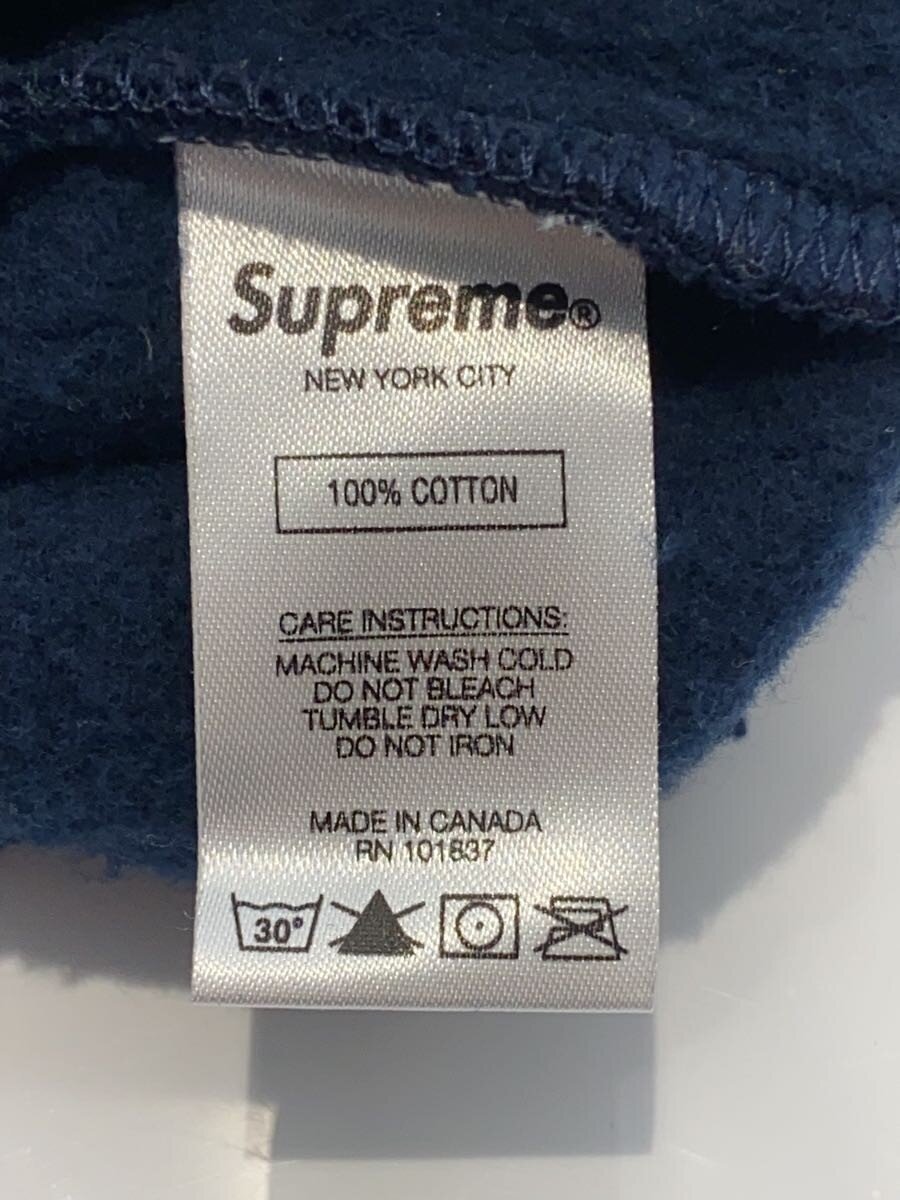 Supreme®
NEW YORK CITY
100% COTTON
CARE INSTRUCTIONS:
MACHINE WASH COLD
DO NOT BLEACH
TUMBLE DRY LOW
DO NOT IRON
MADE IN CANADA
RN 101837
30°